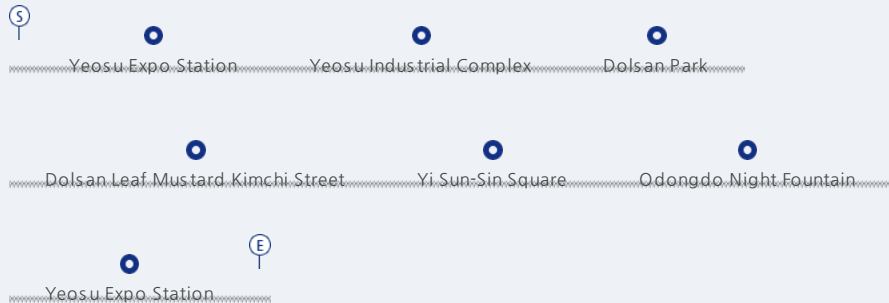 S
Yeosu Expo Station Yeosu Industrial Complex Dolsan Park
Dolsan Leaf Mustard Kimchi Street Yi Sun-Sin Square Odongdo Night Fountain
E
Yeosu Expo Station